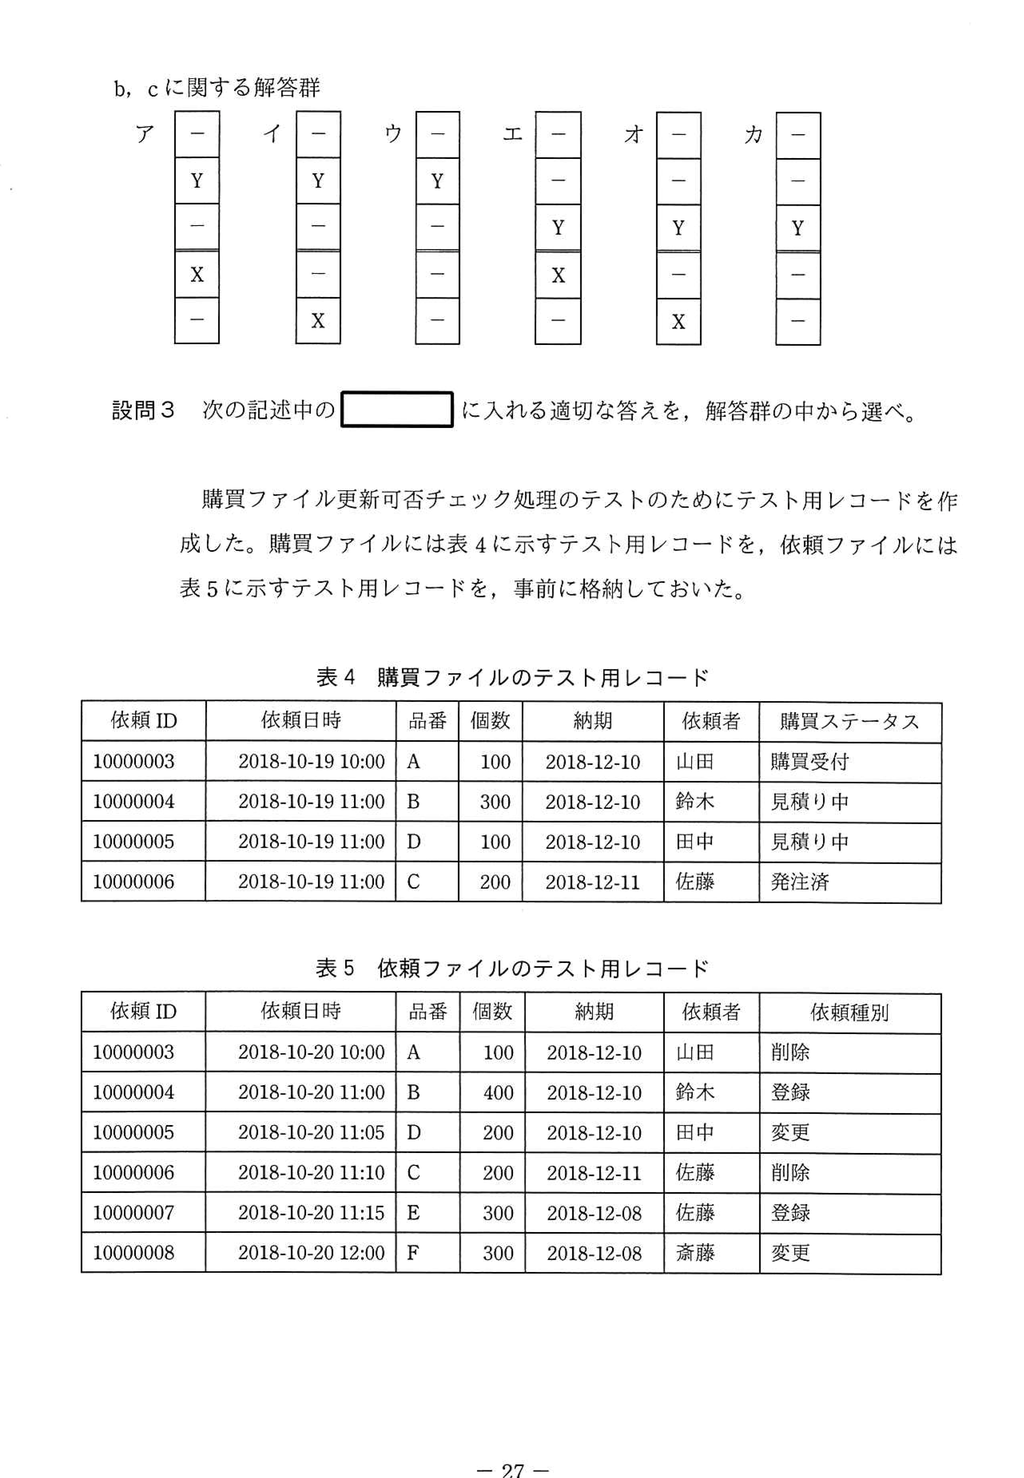 b，cに関する解答群
ア イ ウ エ オ カ
－ － － － － －
Y Y Y － － －
－ － － Y Y Y
X － － X － －
－ X － － X －
設問3 次の記述中の に入れる適切な答えを，解答群の中から選べ。
購買ファイル更新可否チェック処理のテストのためにテスト用レコードを作
成した。購買ファイルには表4に示すテスト用レコードを，依頼ファイルには
表5に示すテスト用レコードを，事前に格納しておいた。
表4 購買ファイルのテスト用レコード
依頼ID 依頼日時 品番 個数 納期 依頼者 購買ステータス
10000003 2018-10-19 10:00 A 100 2018-12-10 山田 購買受付
10000004 2018-10-19 11:00 B 300 2018-12-10 鈴木 見積り中
10000005 2018-10-19 11:00 D 100 2018-12-10 田中 見積り中
10000006 2018-10-19 11:00 C 200 2018-12-11 佐藤 発注済
表5 依頼ファイルのテスト用レコード
依頼ID 依頼日時 品番 個数 納期 依頼者 依頼種別
10000003 2018-10-20 10:00 A 100 2018-12-10 山田 削除
10000004 2018-10-20 11:00 B 400 2018-12-10 鈴木 登録
10000005 2018-10-20 11:05 D 200 2018-12-10 田中 変更
10000006 2018-10-20 11:10 C 200 2018-12-11 佐藤 削除
10000007 2018-10-20 11:15 E 300 2018-12-08 佐藤 登録
10000008 2018-10-20 12:00 F 300 2018-12-08 斎藤 変更
－ 27 －